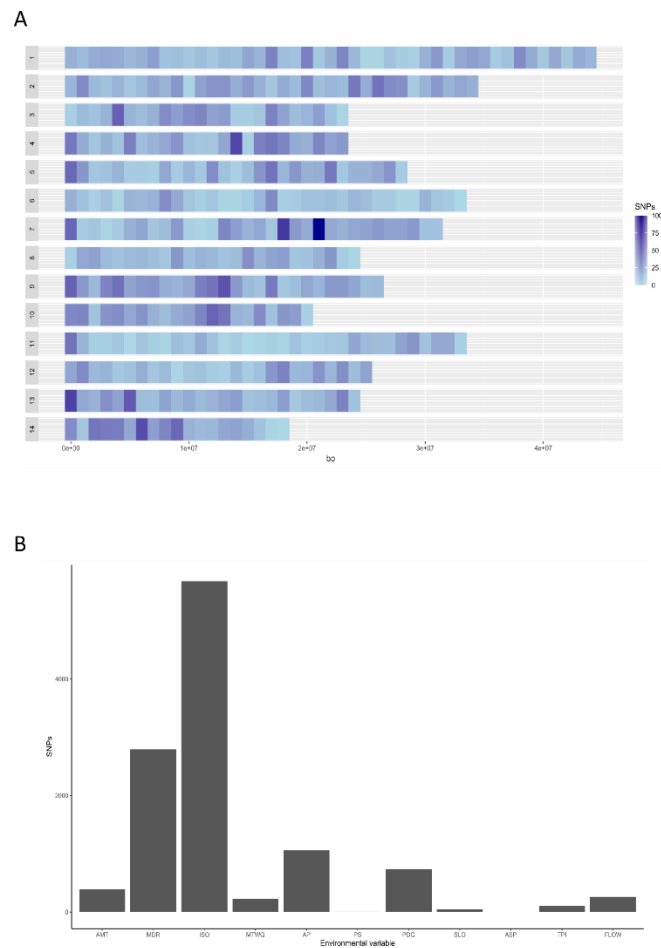 A
1
2
3
4
5
6
7
8
9
10
11
12
13
14
SNPs
100
75
50
25
0
0e+00 1e+07 2e+07 3e+07 4e+07
bp
B
SNPs
4000
2000
0
AMT MDR ISO MTWQ AP PS PDQ SLO ASP TPI FLOW
Environmental variable